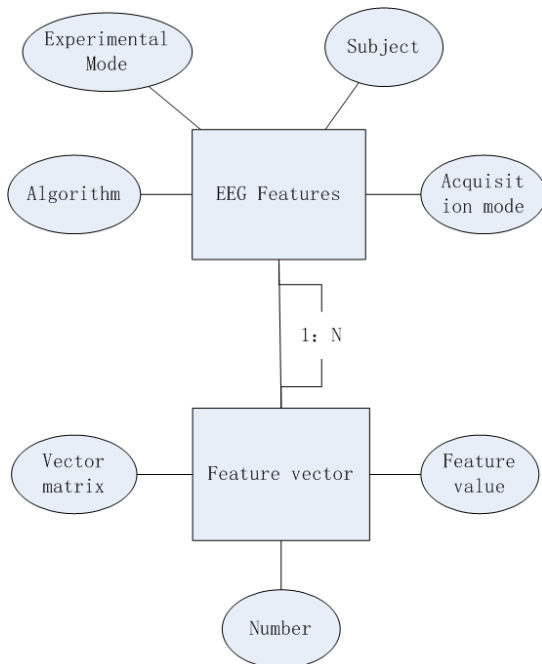 Experimental
Mode
Subject
Algorithm
EEG Features
Acquisit
ion mode
1: N
Vector
matrix
Feature vector
Feature
value
Number